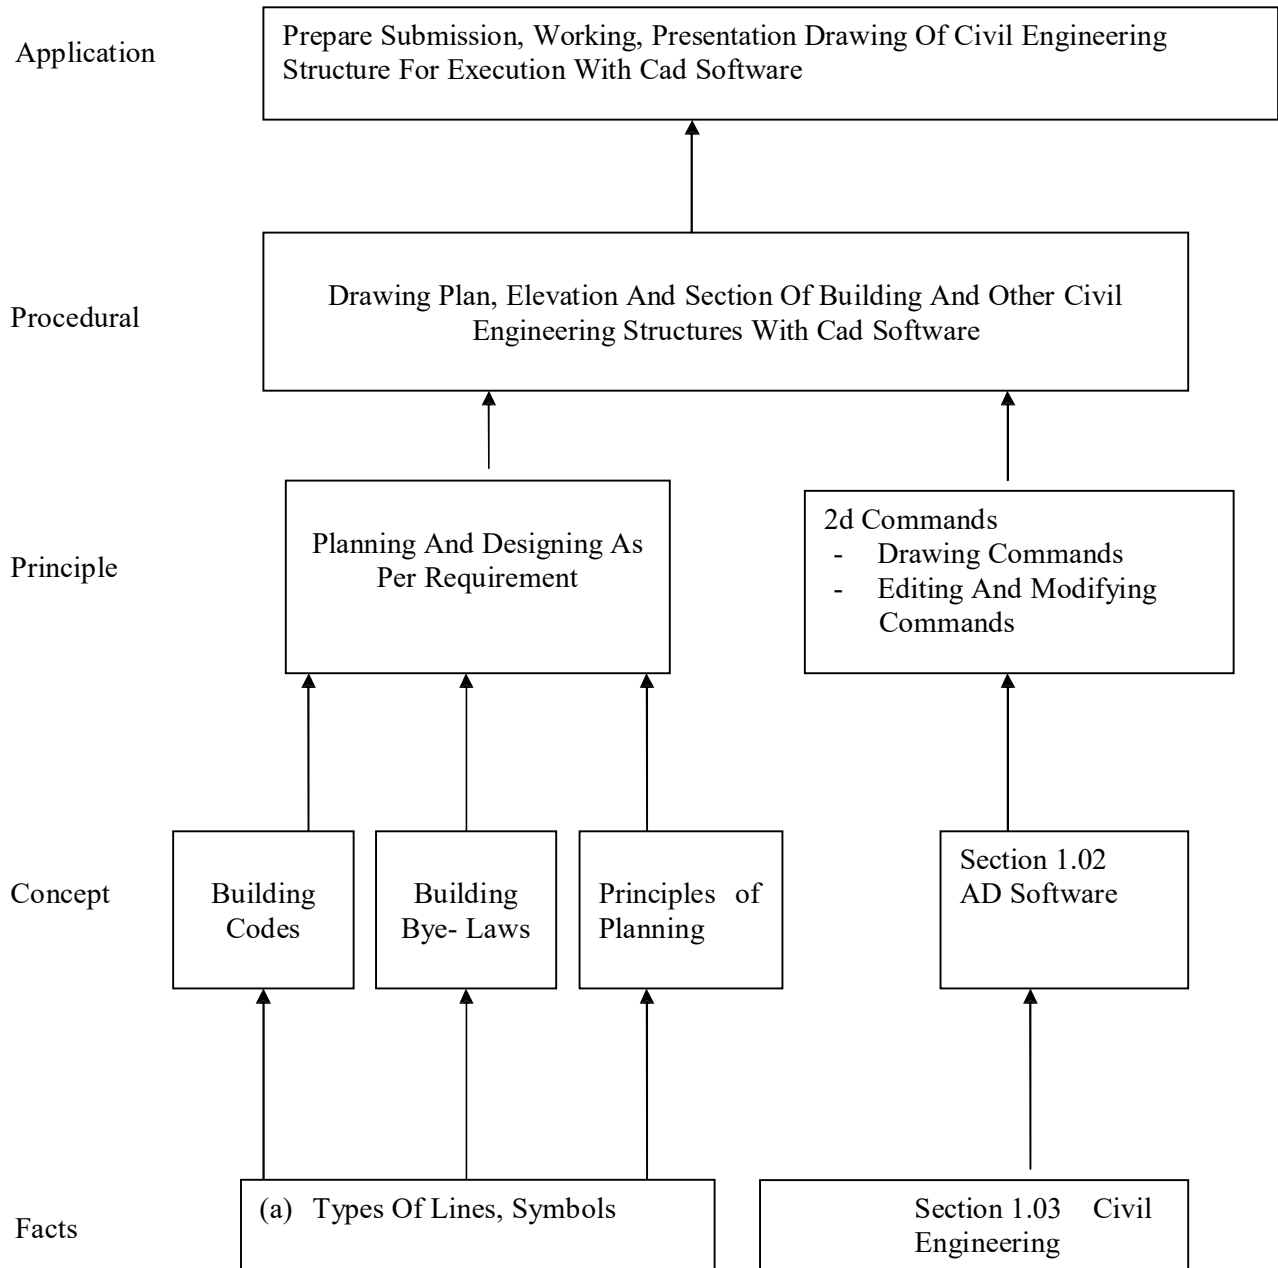 Application
Prepare Submission, Working, Presentation Drawing Of Civil Engineering
Structure For Execution With Cad Software
Procedural
Drawing Plan, Elevation And Section Of Building And Other Civil
Engineering Structures With Cad Software
Principle
Planning And Designing As
Per Requirement
2d Commands
- Drawing Commands
- Editing And Modifying
Commands
Concept
Building
Codes
Building
Bye- Laws
Principles of
Planning
Section 1.02
AD Software
Facts
(a) Types Of Lines, Symbols
Section 1.03 Civil
Engineering